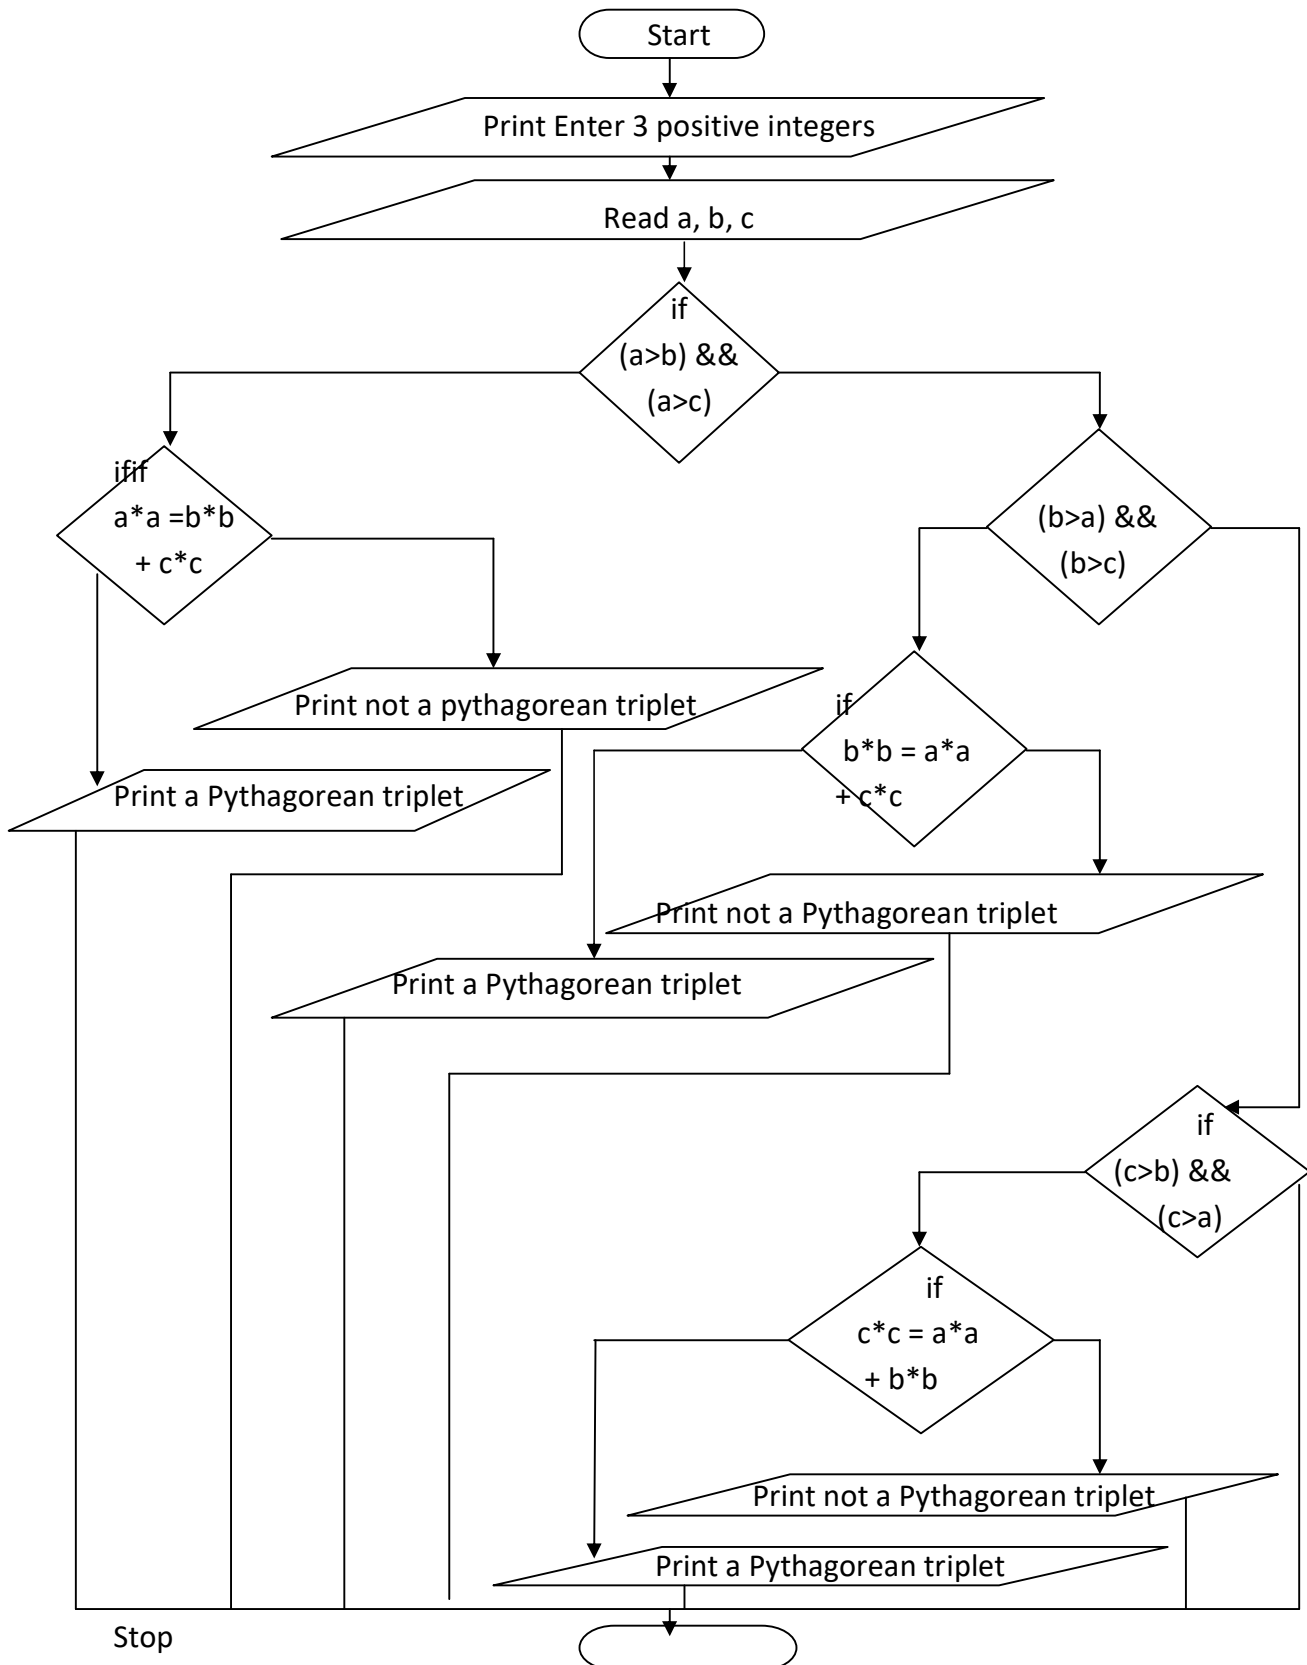 Start
Print Enter 3 positive integers
Read a, b, c
if
(a>b) &&
(a>c)
ifif
a*a =b*b
+ c*c
(b>a) &&
(b>c)
Print not a pythagorean triplet
Print a Pythagorean triplet
if
b*b = a*a
+ c*c
Print not a Pythagorean triplet
Print a Pythagorean triplet
if
(c>b) &&
(c>a)
if
c*c = a*a
+ b*b
Print not a Pythagorean triplet
Print a Pythagorean triplet
Stop